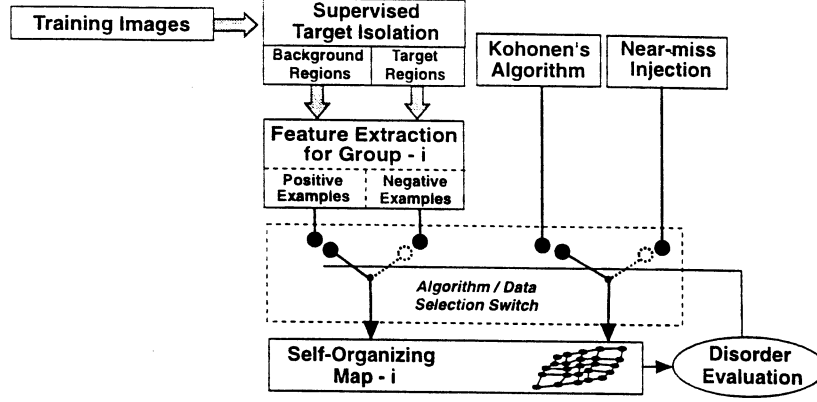 Training Images
Supervised
Target Isolation
Background
Regions
Target
Regions
Kohonen's
Algorithm
Near-miss
Injection
Feature Extraction
for Group - i
Positive
Examples
Negative
Examples
Algorithm / Data
Selection Switch
Self-Organizing
Map - i
Disorder
Evaluation